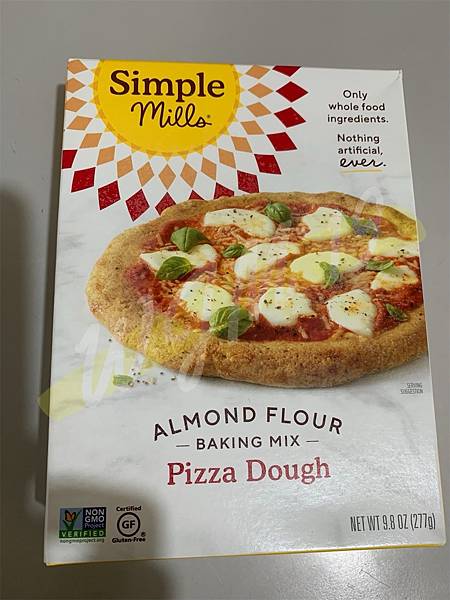 Simple
Mills®
Only
whole food
ingredients.
Nothing
artificial,
ever.
SERVING
SUGGESTION
ALMOND FLOUR
— BAKING MIX —
Pizza Dough
NON
GMO
Project
VERIFIED
nongmoproject.org
Certified
GF®
Gluten-Free
NET WT 9.8 OZ (277g)